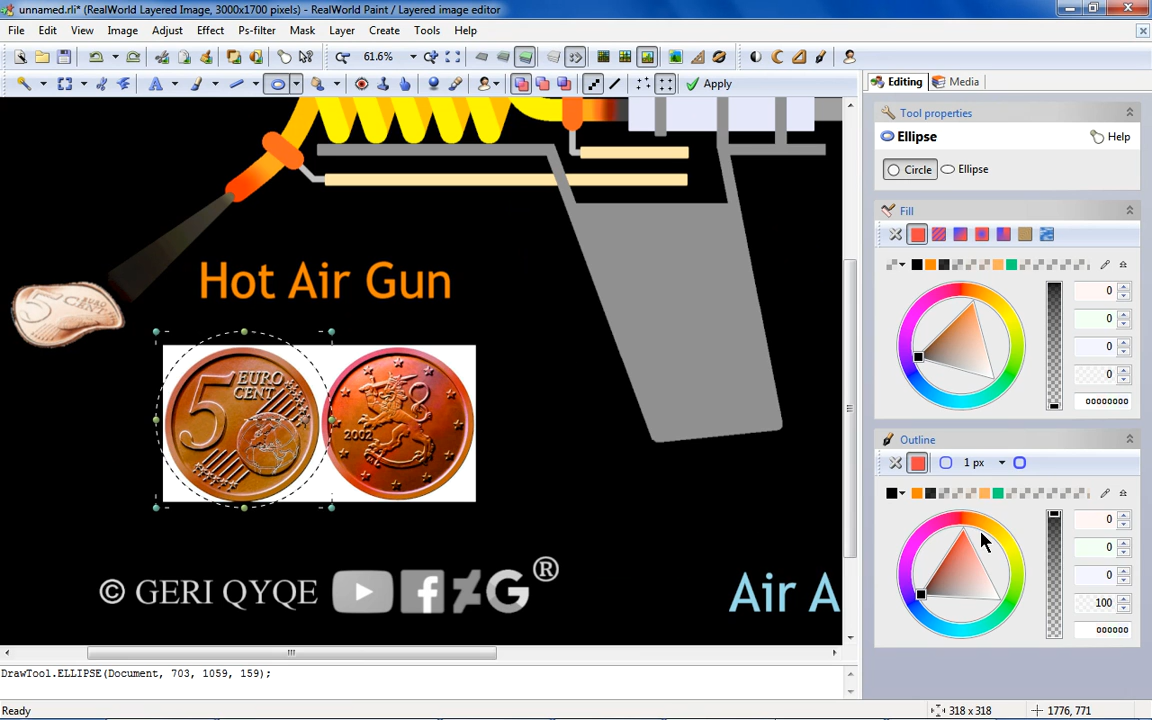 unnamed.rli* (RealWorld Layered Image, 3000x1700 pixels) - RealWorld Paint / Layered image editor
File Edit View Image Adjust Effect Ps-filter Mask Layer Create Tools Help
61.6%
Apply
Editing Media
Tool properties
Ellipse Help
Circle Ellipse
Fill
0
0
0
0
00000000
Outline
1 px
0
0
0
100
000000
Hot Air Gun
5 EURO CENT
5 EURO
CENT
2002
© GERI QYQE f ≠G®
Air A
DrawTool.ELLIPSE(Document, 703, 1059, 159);
Ready 318 x 318 1776, 771